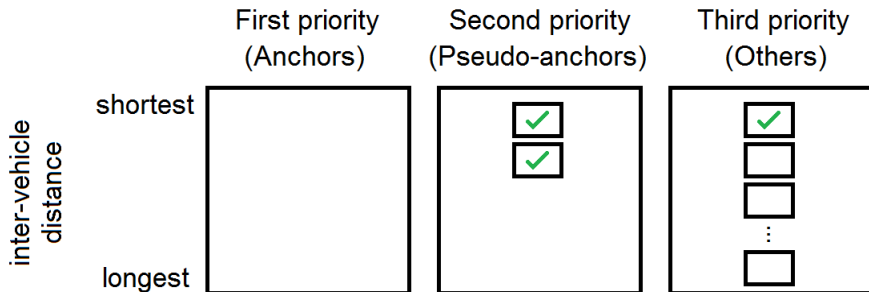 First priority
(Anchors)
Second priority
(Pseudo-anchors)
Third priority
(Others)
shortest
inter-vehicle
distance
longest